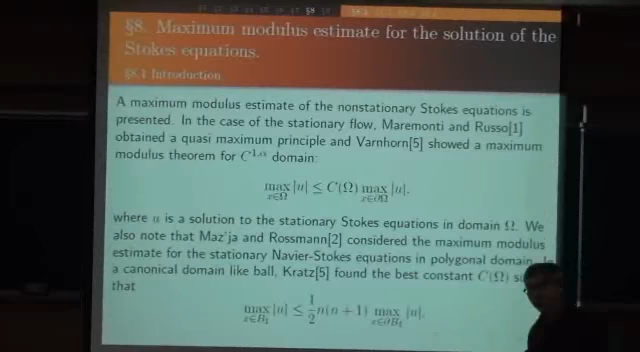 §8. Maximum modulus estimate for the solution of the
Stokes equations.
§8.1 Introduction
A maximum modulus estimate of the nonstationary Stokes equations is
presented. In the case of the stationary flow, Maremonti and Russo[1]
obtained a quasi maximum principle and Varnhorn[5] showed a maximum
modulus theorem for C^{1,α} domain:
max_{x∈Ω} |u| ≤ C(Ω) max_{x∈∂Ω} |u|.
where u is a solution to the stationary Stokes equations in domain Ω. We
also note that Maz'ja and Rossmann[2] considered the maximum modulus
estimate for the stationary Navier-Stokes equations in polygonal domain.
a canonical domain like ball, Kratz[5] found the best constant C(Ω)
that
max_{x∈B₁} |u| ≤ 1/2 n(n + 1) max_{x∈∂B₁} |u|.